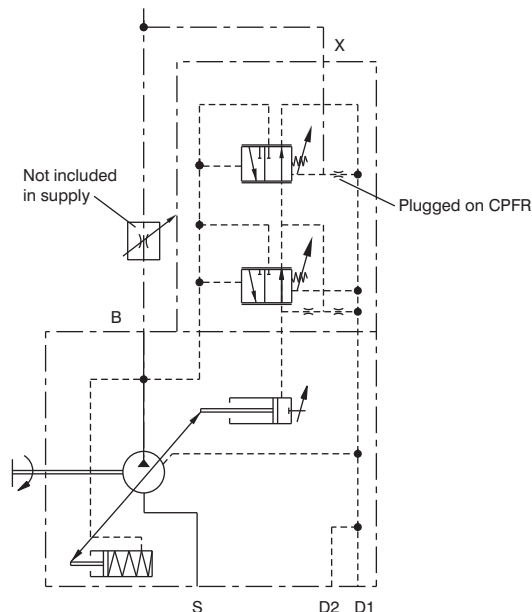 X
Not included
in supply
Plugged on CPFR
B
S
D2
D1